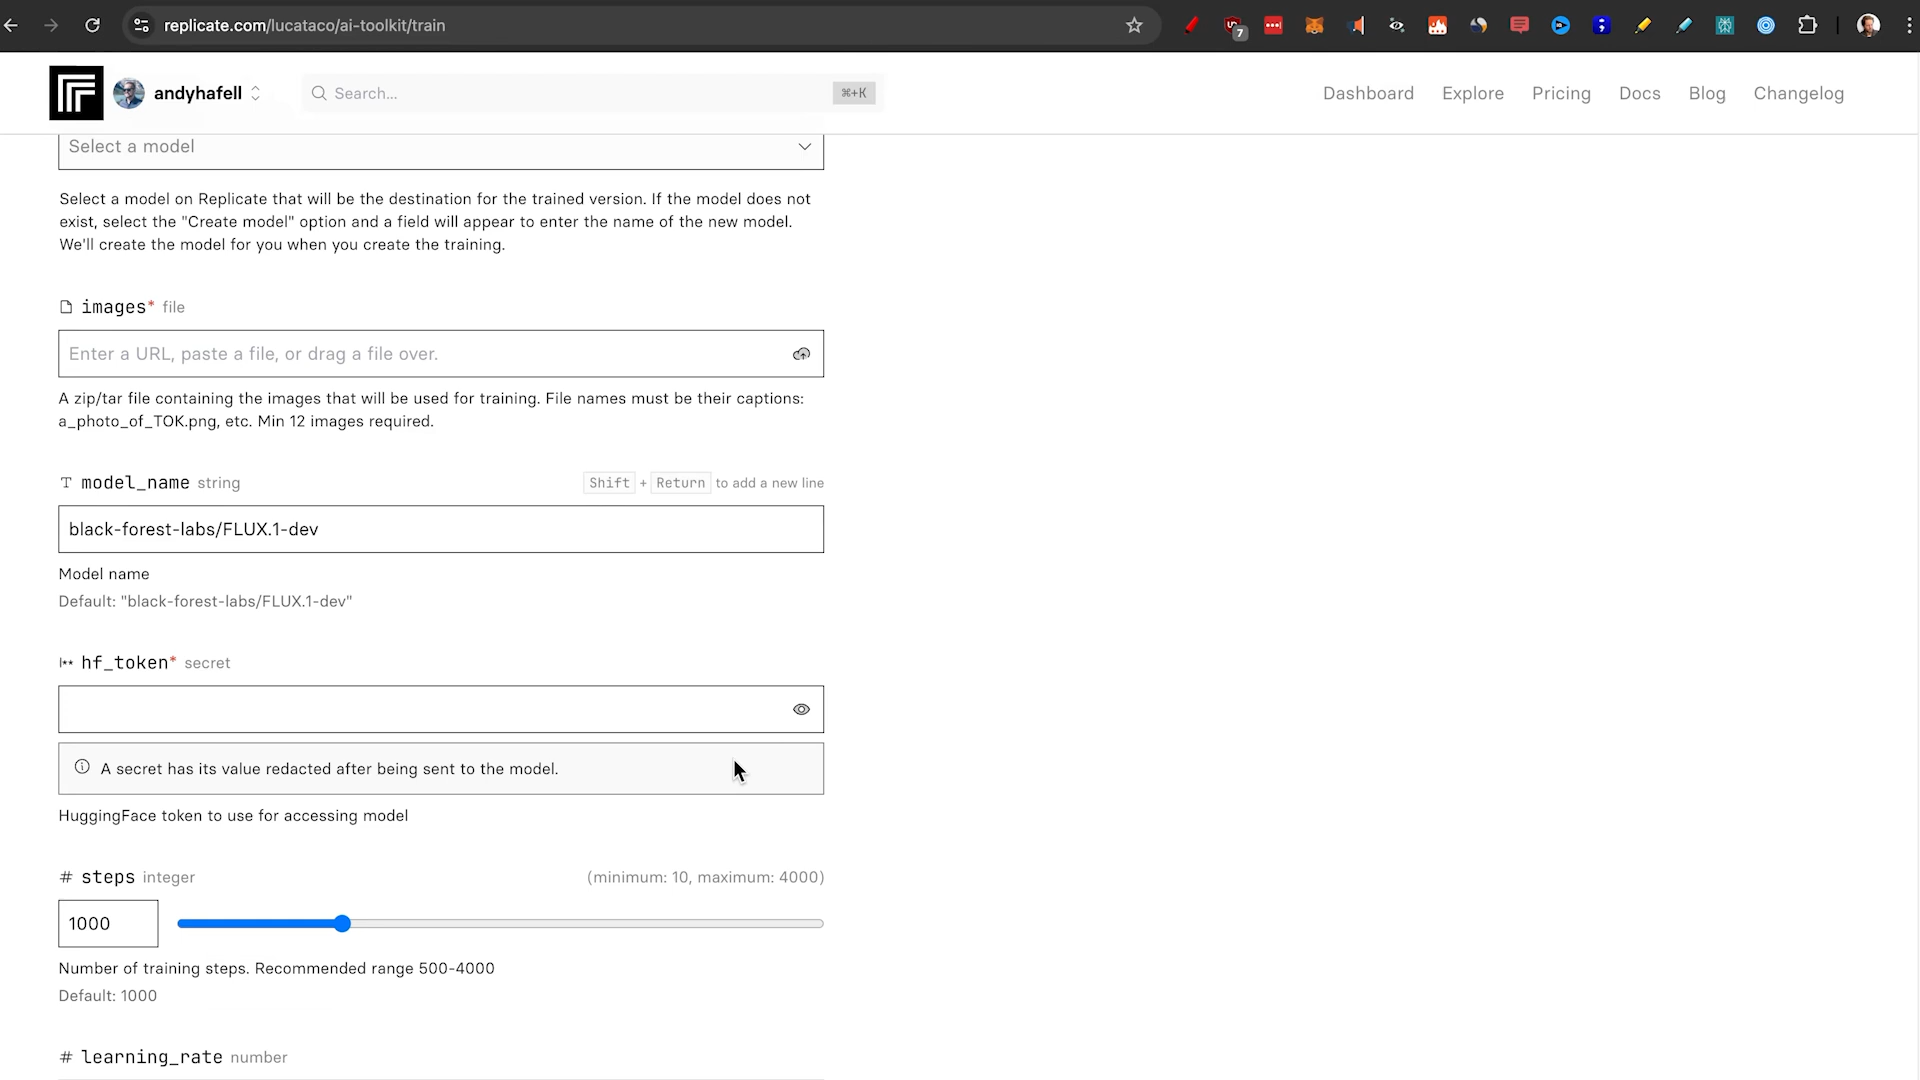 replicate.com/lucataco/ai-toolkit/train
7
andyhafell
Search...
⌘+K
Dashboard
Explore
Pricing
Docs
Blog
Changelog
Select a model
Select a model on Replicate that will be the destination for the trained version. If the model does not
exist, select the "Create model" option and a field will appear to enter the name of the new model.
We'll create the model for you when you create the training.
images* file
Enter a URL, paste a file, or drag a file over.
A zip/tar file containing the images that will be used for training. File names must be their captions:
a_photo_of_TOK.png, etc. Min 12 images required.
T model_name string
Shift + Return to add a new line
black-forest-labs/FLUX.1-dev
Model name
Default: "black-forest-labs/FLUX.1-dev"
hf_token* secret
A secret has its value redacted after being sent to the model.
HuggingFace token to use for accessing model
# steps integer
(minimum: 10, maximum: 4000)
1000
Number of training steps. Recommended range 500-4000
Default: 1000
# learning_rate number